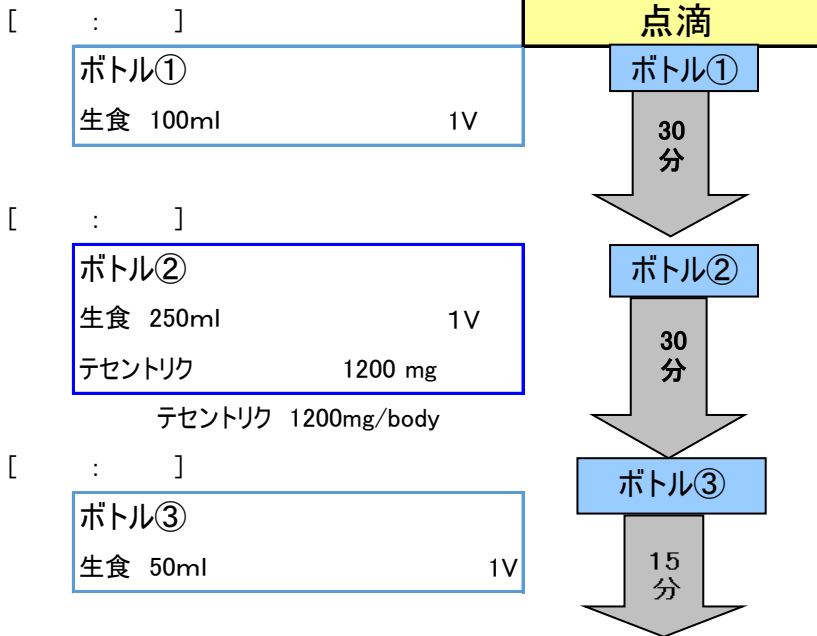 [ : ]
点滴
ボトル①
ボトル①
生食 100ml 1V
30
分
[ : ]
ボトル②
ボトル②
生食 250ml 1V
テセントリク 1200 mg
30
分
テセントリク 1200mg/body
[ : ]
ボトル③
ボトル③
生食 50ml 1V
15
分